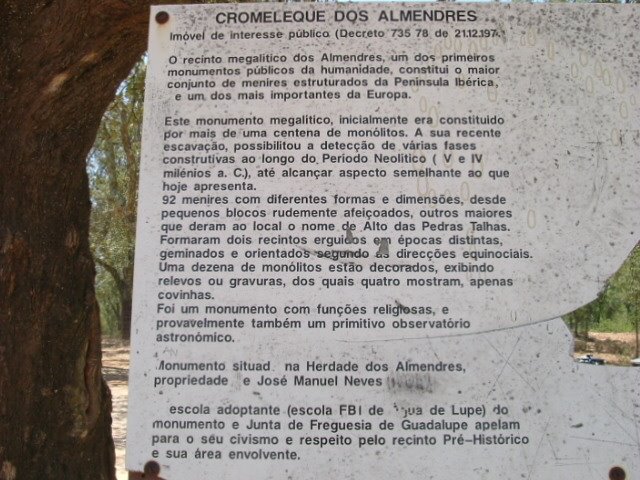 CROMELEQUE DOS ALMENDRES
Imóvel de interesse público (Decreto 735 78 de 21.12.197
O recinto megalítico dos Almendres, um dos primeiros
monumentos públicos da humanidade, constitui o maior
conjunto de menires estruturados da Península Ibérica,
e um dos mais importantes da Europa.
Este monumento megalítico, inicialmente era constituido
por mais de uma centena de monólitos. A sua recente
escavação, possibilitou a detecção de várias fases
construtivas ao longo do Período Neolítico ( V e IV
milénios a. C.), até alcançar aspecto semelhante ao que
hoje apresenta.
92 menires com diferentes formas e dimensões, desde
pequenos blocos rudemente afeiçoados, outros maiores
que deram ao local o nome de Alto das Pedras Talhas.
Formaram dois recintos erguidos em épocas distintas,
geminados e orientados segundo as direcções equinociais.
Uma dezena de monólitos estão decorados, exibindo
relevos ou gravuras, dos quais quatro mostram, apenas
covinhas.
Foi um monumento com funções religiosas, e
provavelmente também um primitivo observatório
astronómico.
Monumento situad na Herdade dos Almendres,
propriedade e José Manuel Neves
escola adoptante (escola FBI de Água de Lupe) do
monumento e Junta de Freguesia de Guadalupe apelam
para o seu civismo e respeito pelo recinto Pré-Histórico
e sua área envolvente.